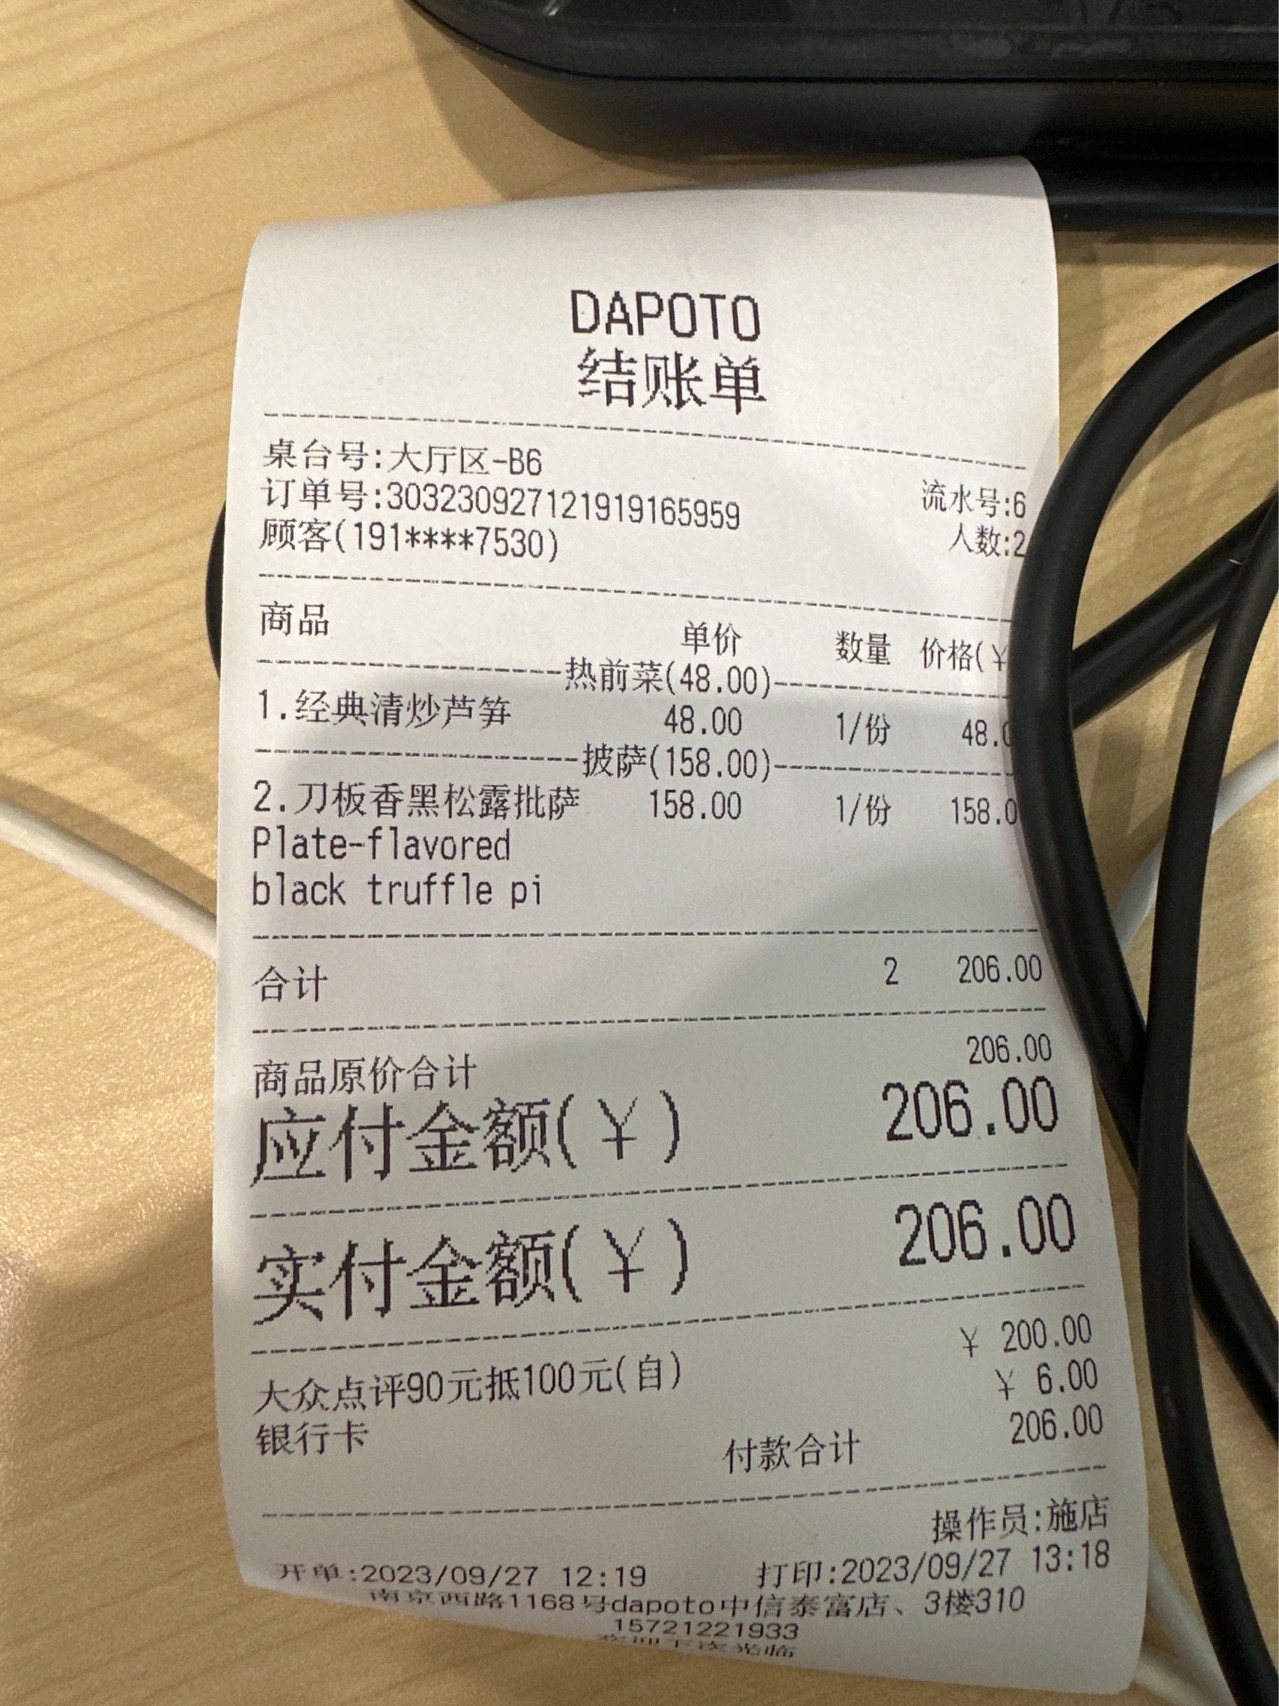 DAPOTO
结账单
桌台号:大厅区-B6
订单号:303230927121919165959 流水号:6
顾客(191****7530) 人数:2
商品 单价 数量 价格(¥
热前菜(48.00)
1.经典清炒芦笋 48.00 1/份 48.0
披萨(158.00)
2.刀板香黑松露批萨 158.00 1/份 158.0
Plate-flavored
black truffle pi
合计 2 206.00
商品原价合计 206.00
应付金额(¥) 206.00
实付金额(¥) 206.00
大众点评90元抵100元(自) ¥ 200.00
银行卡 ¥ 6.00
付款合计 206.00
操作员:施店
开单:2023/09/27 12:19 打印:2023/09/27 13:18
南京西路1168号dapoto中信泰富店、3楼310
15721221933
欢迎下次光临